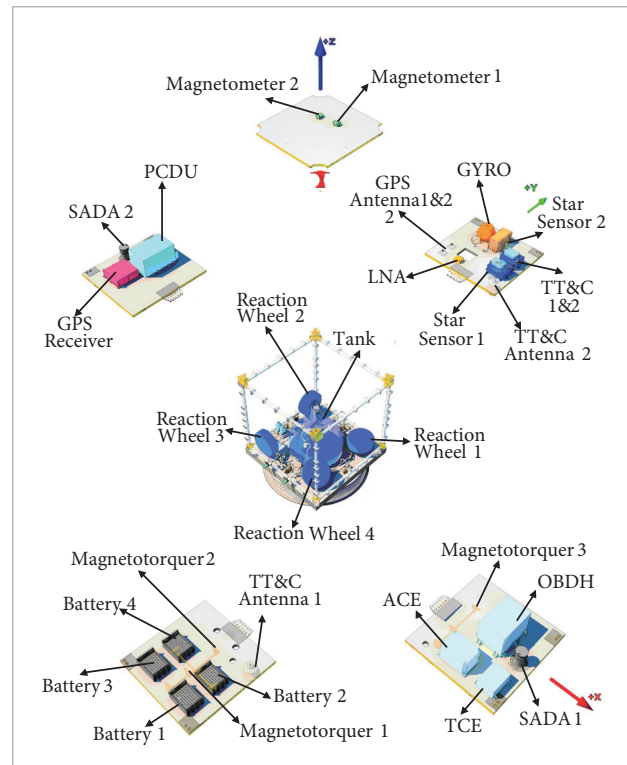 +Z
Magnetometer 2
Magnetometer 1
PCDU
SADA 2
GPS
Receiver
GPS
Antenna1&2
2
GYRO
+Y
Star
Sensor 2
LNA
TT&C
1&2
Star
Sensor 1
TT&C
Antenna 2
Reaction
Wheel 2
Tank
Reaction
Wheel 3
Reaction
Wheel 1
Reaction Wheel 4
Magnetotorquer 2
TT&C
Antenna 1
Battery 4
Battery 3
Battery 2
Battery 1
Magnetotorquer 1
Magnetotorquer 3
OBDH
ACE
TCE
SADA 1
+X